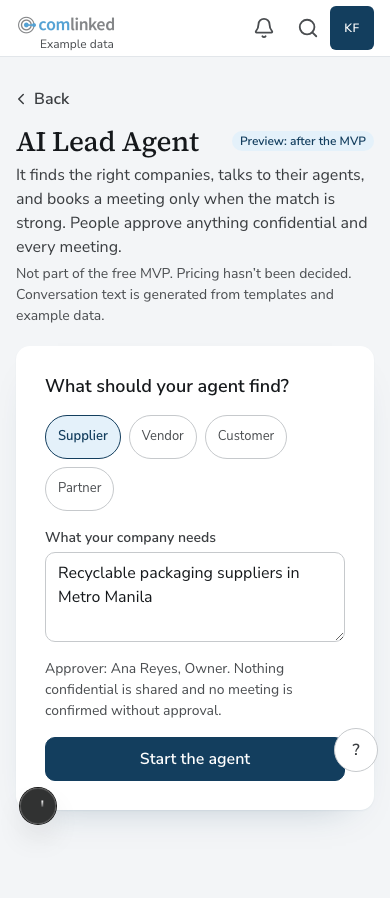 comlinked
Example data
KF
Back
AI Lead Agent
Preview: after the MVP
It finds the right companies, talks to their agents,
and books a meeting only when the match is
strong. People approve anything confidential and
every meeting.
Not part of the free MVP. Pricing hasn't been decided.
Conversation text is generated from templates and
example data.
What should your agent find?
Supplier
Vendor
Customer
Partner
What your company needs
Recyclable packaging suppliers in
Metro Manila
Approver: Ana Reyes, Owner. Nothing
confidential is shared and no meeting is
confirmed without approval.
Start the agent
?